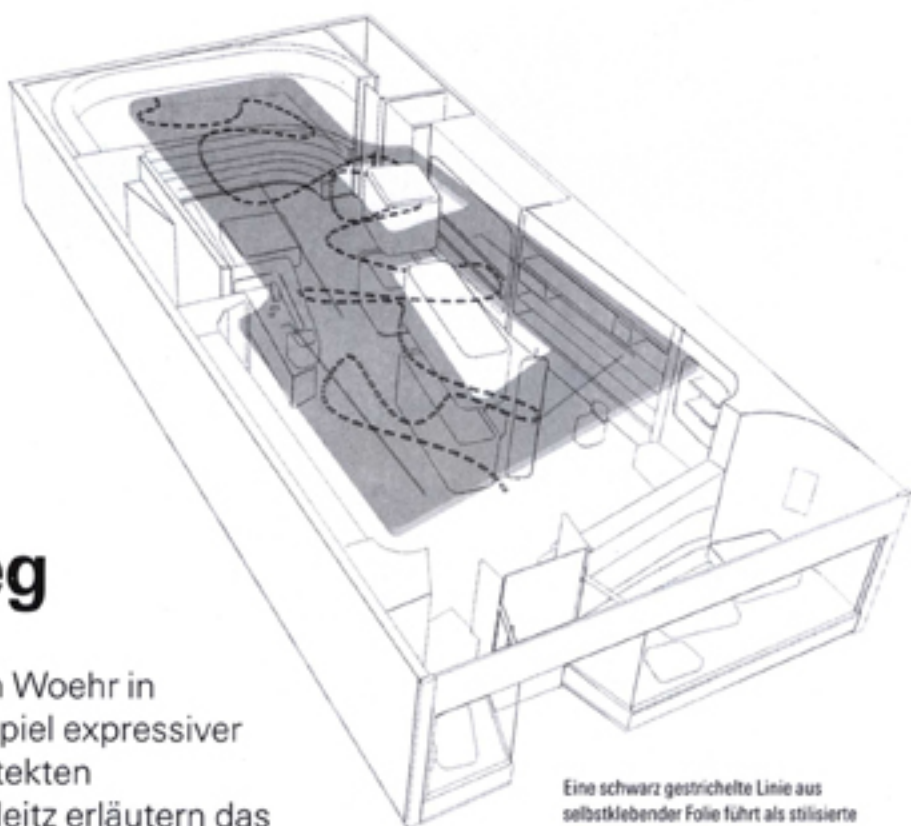 eg
Woehr in
piel expressiver
tekten
leitz erläutern das
Eine schwarz gestrichelte Linie aus
selbstklebender Folie führt als stilisierte